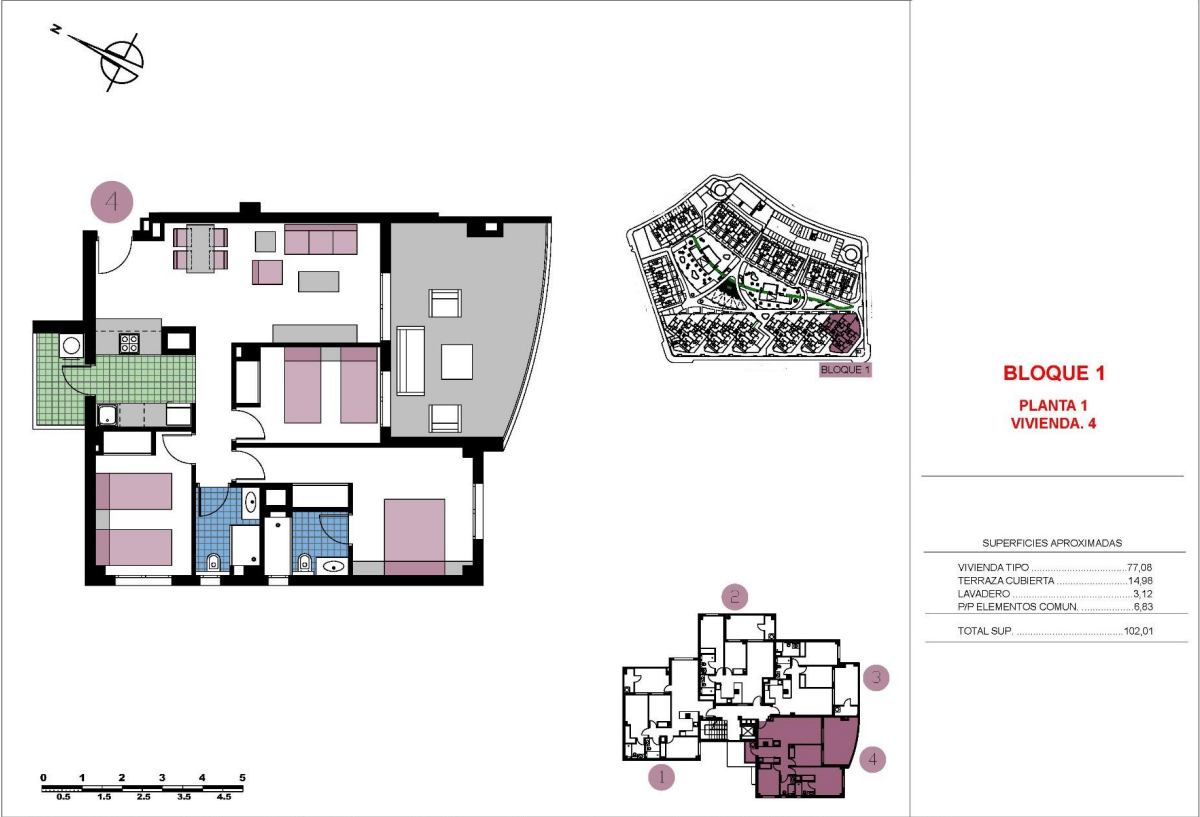 N
4
BLOQUE 1
BLOQUE 1
PLANTA 1
VIVIENDA. 4
SUPERFICIES APROXIMADAS
VIVIENDA TIPO ..................................77,08
TERRAZA CUBIERTA .........................14,98
LAVADERO ...........................................3,12
P/P ELEMENTOS COMUN. ...................6,83
TOTAL SUP. ......................................102,01
2
3
4
1
0 1 2 3 4 5
0.5 1.5 2.5 3.5 4.5